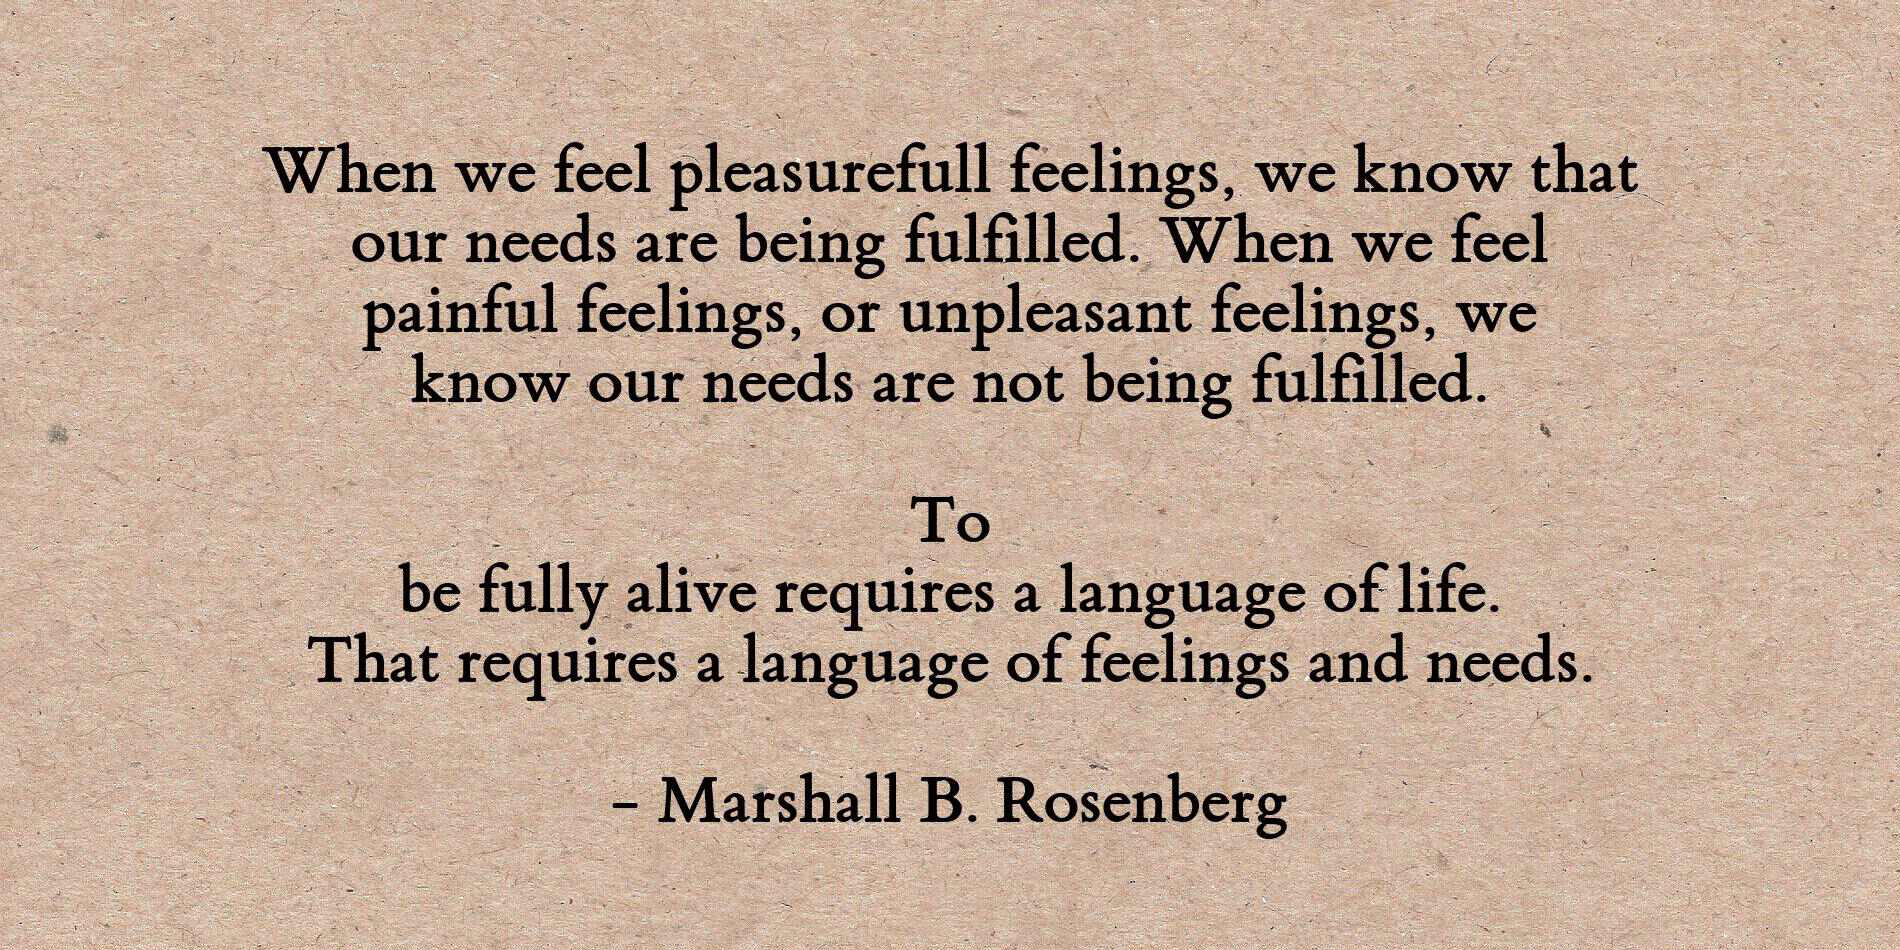 When we feel pleasurefull feelings, we know that
our needs are being fulfilled. When we feel
painful feelings, or unpleasant feelings, we
know our needs are not being fulfilled.
To
be fully alive requires a language of life.
That requires a language of feelings and needs.
– Marshall B. Rosenberg